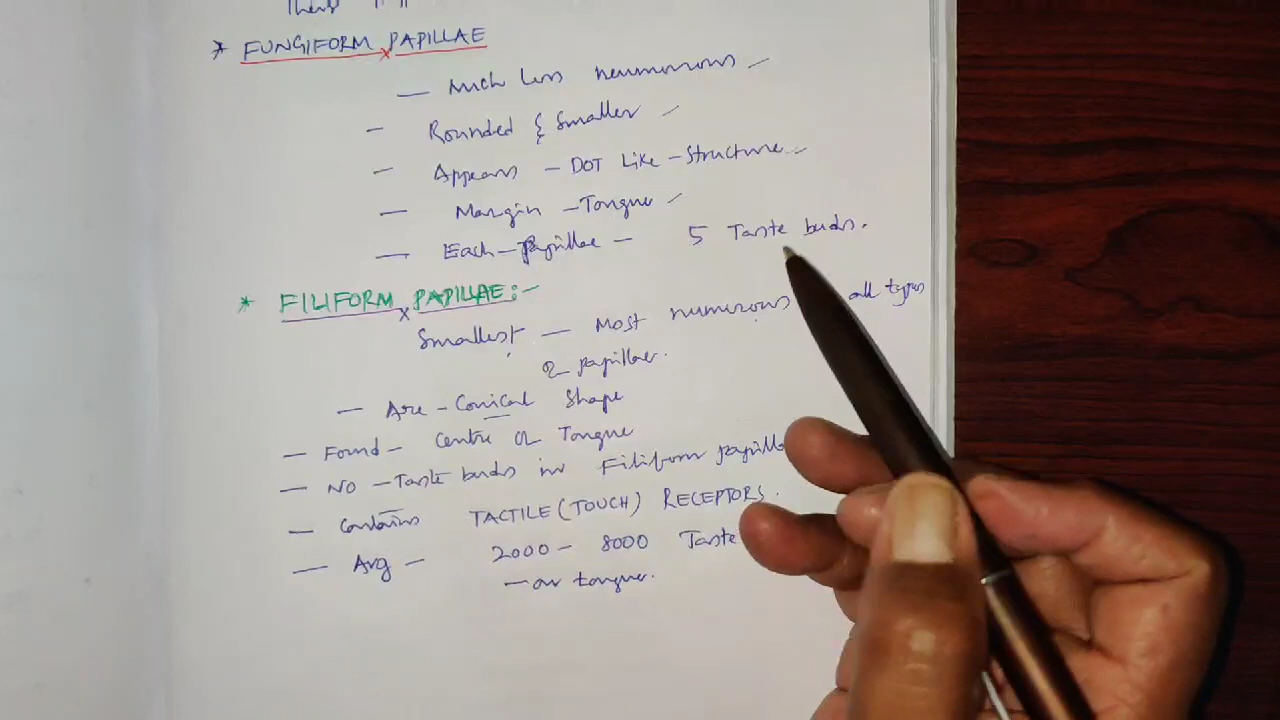 * FUNGIFORM PAPILLAE
— Much less neumorous
- Rounded & Smaller
- Appears - DOT Like - Structure
— Margin - Tongue
— Each - Papillae - 5 Taste buds.
* FILIFORM PAPILLAE:-
Smallest — Most numerous all types
of papillae.
— Are - Conical Shape
— Found - Centre of Tongue
— NO - Taste buds in Filiform
— Contains TACTILE (TOUCH) RECEPTORS.
— Avg - 2000 - 8000 Taste
- on tongue.